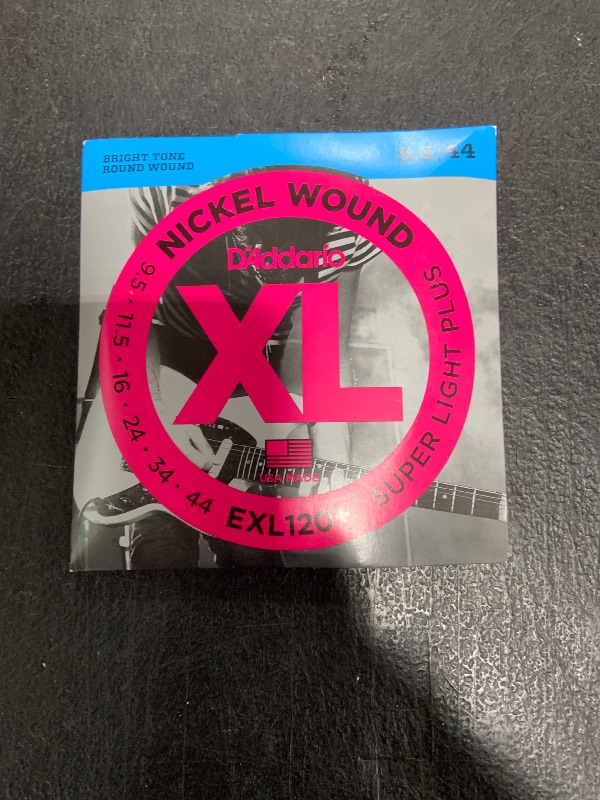 BRIGHT TONE
ROUND WOUND
9.5-44
NICKEL WOUND
D'Addario
XL
USA MADE
9.5 · 11.5 · 16 · 24 · 34 · 44
EXL120+
SUPER LIGHT PLUS